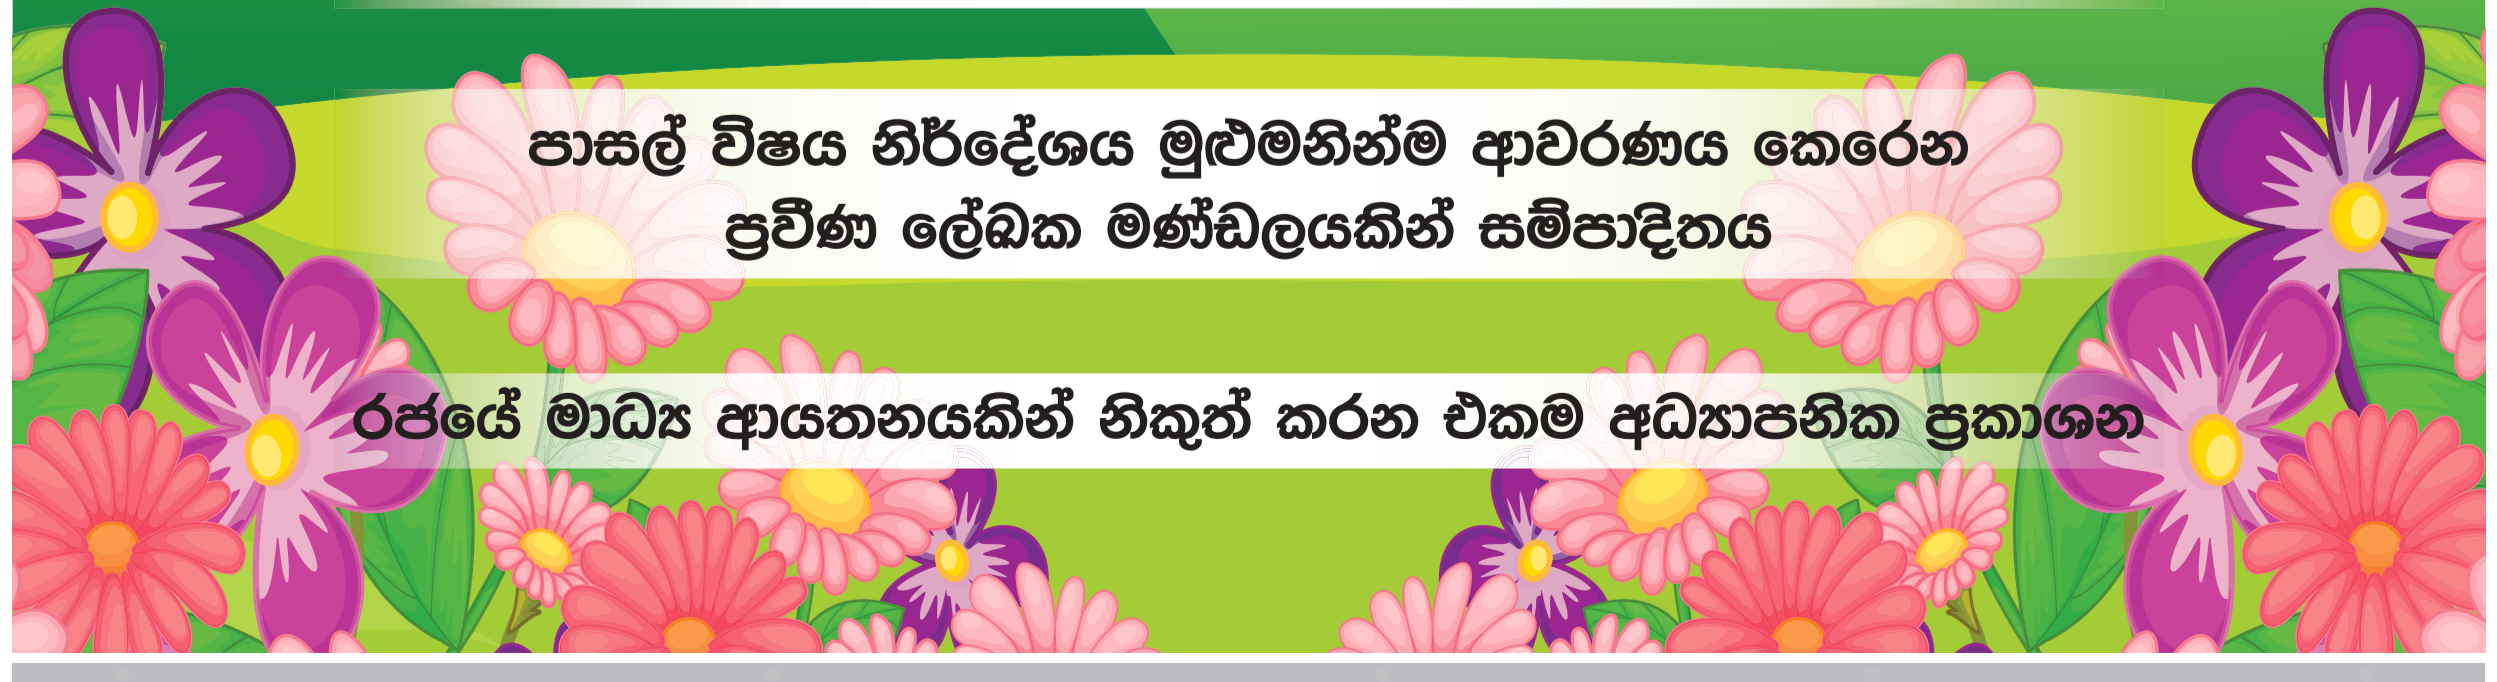 පාසල් විෂය නිර්දේශය මුළුමනින්ම ආවරණය කෙරෙන
ප්‍රවීණ ලේඛක මණ්ඩලයකින් සම්පාදිතය
රජයේ මාධ්‍ය ආයතනයකින් නිකුත් කරන එකම අධ්‍යාපනික ප්‍රකාශන